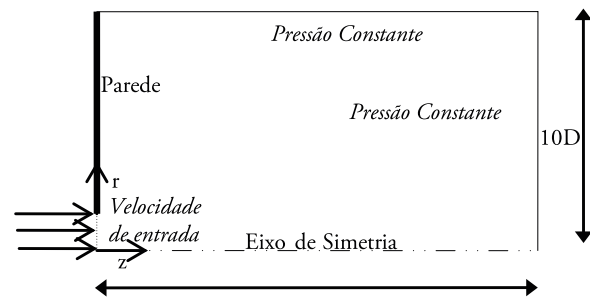 Pressão Constante
Parede
Pressão Constante
10D
r
Velocidade
de entrada
Eixo de Simetria
z